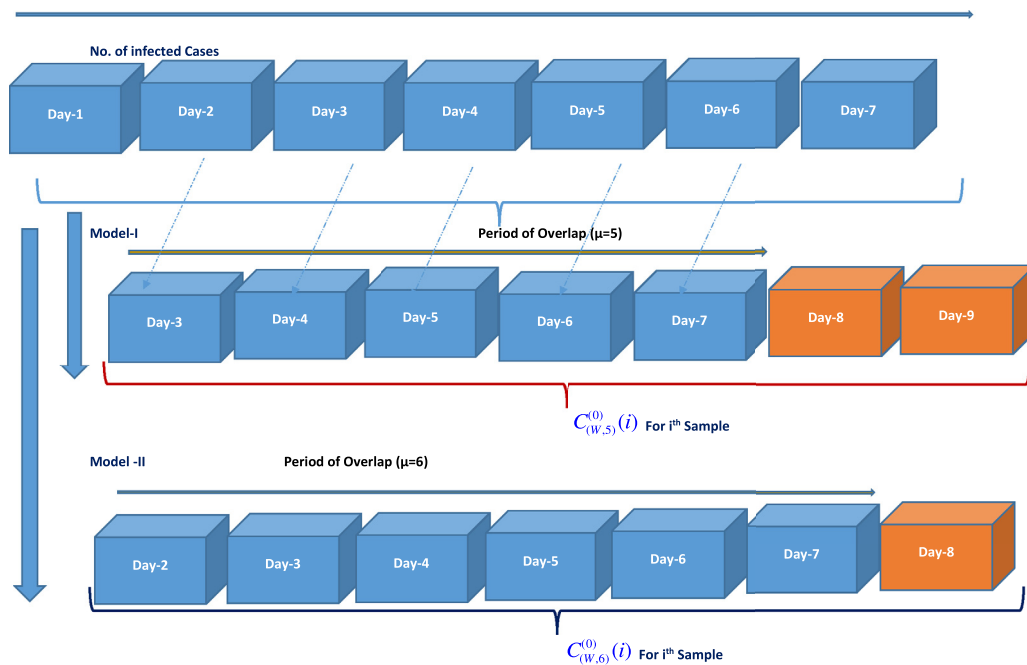 No. of infected Cases
Day-1 Day-2 Day-3 Day-4 Day-5 Day-6 Day-7
Model-I Period of Overlap (μ=5)
Day-3 Day-4 Day-5 Day-6 Day-7 Day-8 Day-9
C_{(W,5)}^{(0)}(i) For iᵗʰ Sample
Model -II Period of Overlap (μ=6)
Day-2 Day-3 Day-4 Day-5 Day-6 Day-7 Day-8
C_{(W,6)}^{(0)}(i) For iᵗʰ Sample